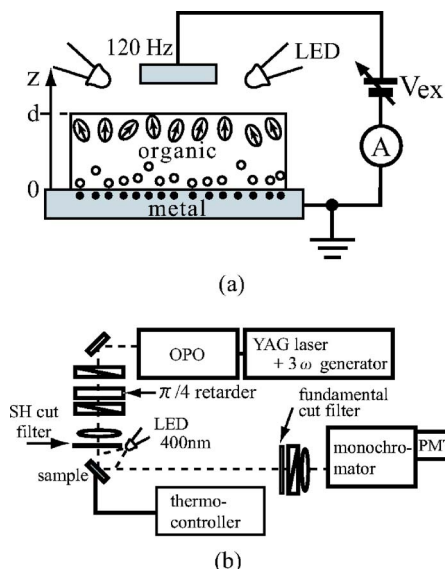 120 Hz
LED
z
d
organic
0
metal
Vex
A
(a)
OPO
YAG laser
+ 3ω generator
π/4 retarder
SH cut
filter
LED
400nm
fundamental
cut filter
sample
monochro-
mator
PMT
thermo-
controller
(b)